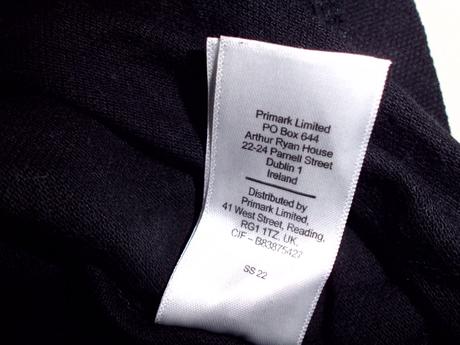 Primark Limited
PO Box 644
Arthur Ryan House
22-24 Parnell Street
Dublin 1
Ireland
Distributed by
Primark Limited,
41 West Street, Reading,
RG1 1TZ, UK.
CIF - B83875427
SS 22